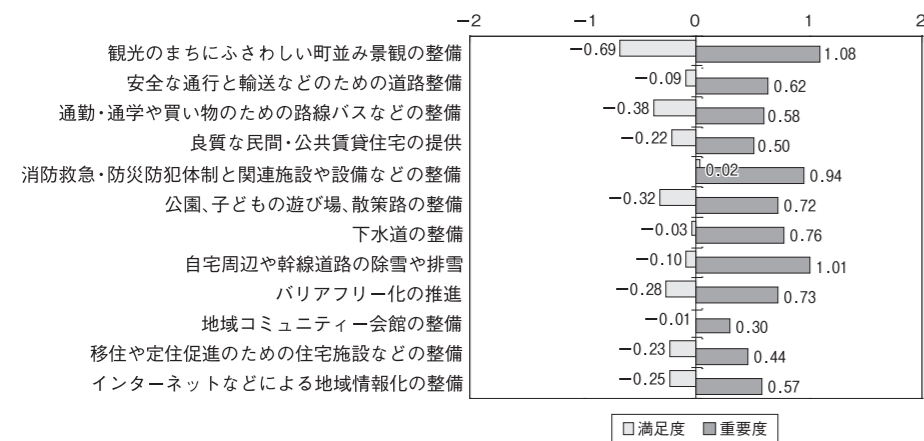 −2 −1 0 1 2
観光のまちにふさわしい町並み景観の整備 −0.69 1.08
安全な通行と輸送などのための道路整備 −0.09 0.62
通勤・通学や買い物のための路線バスなどの整備 −0.38 0.58
良質な民間・公共賃貸住宅の提供 −0.22 0.50
消防救急・防災防犯体制と関連施設や設備などの整備 0.02 0.94
公園、子どもの遊び場、散策路の整備 −0.32 0.72
下水道の整備 −0.03 0.76
自宅周辺や幹線道路の除雪や排雪 −0.10 1.01
バリアフリー化の推進 −0.28 0.73
地域コミュニティー会館の整備 −0.01 0.30
移住や定住促進のための住宅施設などの整備 −0.23 0.44
インターネットなどによる地域情報化の整備 −0.25 0.57
満足度 重要度